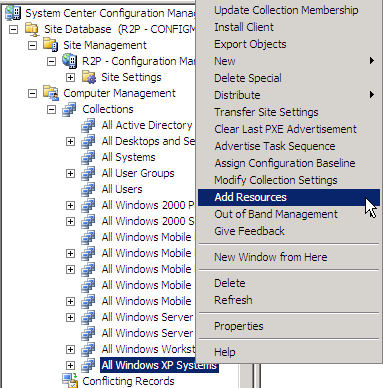 System Center Configuration Mana
Site Database (R2P - CONFIGM
Site Management
R2P - Configuration Man
Site Settings
Computer Management
Collections
All Active Directory
All Desktops and Se
All Systems
All User Groups
All Users
All Windows 2000 P
All Windows 2000 S
All Windows Mobile
All Windows Mobile
All Windows Mobile
All Windows Mobile
All Windows Server
All Windows Server
All Windows Workst
All Windows XP Systems
Conflicting Records
Update Collection Membership
Install Client
Export Objects
New
Delete Special
Distribute
Transfer Site Settings
Clear Last PXE Advertisement
Advertise Task Sequence
Assign Configuration Baseline
Modify Collection Settings
Add Resources
Out of Band Management
Give Feedback
New Window from Here
Delete
Refresh
Properties
Help